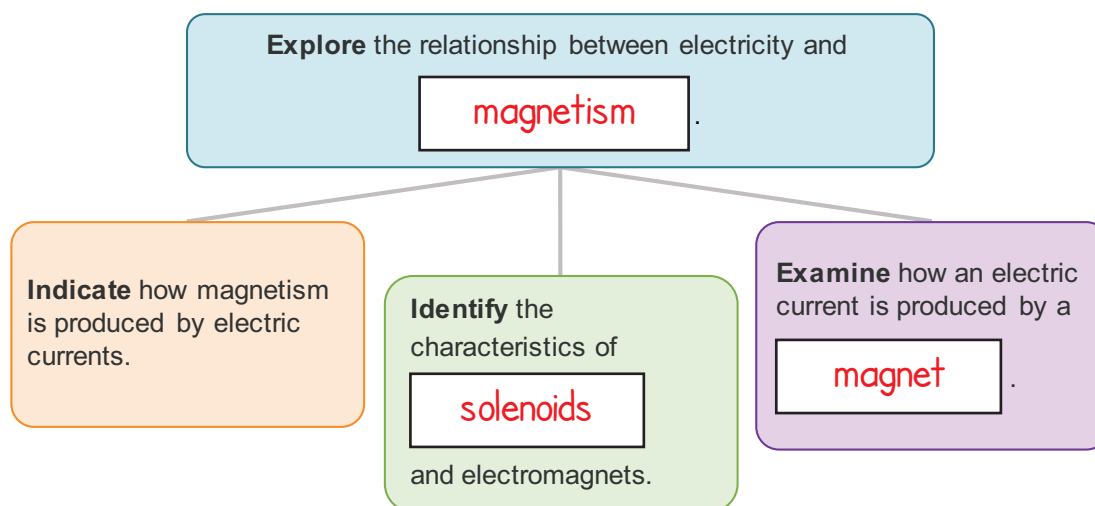 Explore the relationship between electricity and
magnetism .
Indicate how magnetism
is produced by electric
currents.
Identify the
characteristics of
solenoids
and electromagnets.
Examine how an electric
current is produced by a
magnet .